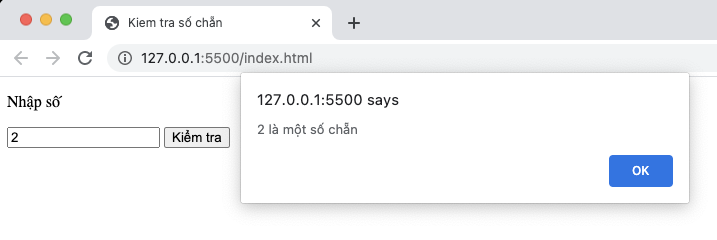 Kiem tra số chẵn
127.0.0.1:5500/index.html
Nhập số
2 Kiểm tra
127.0.0.1:5500 says
2 là một số chẵn
OK